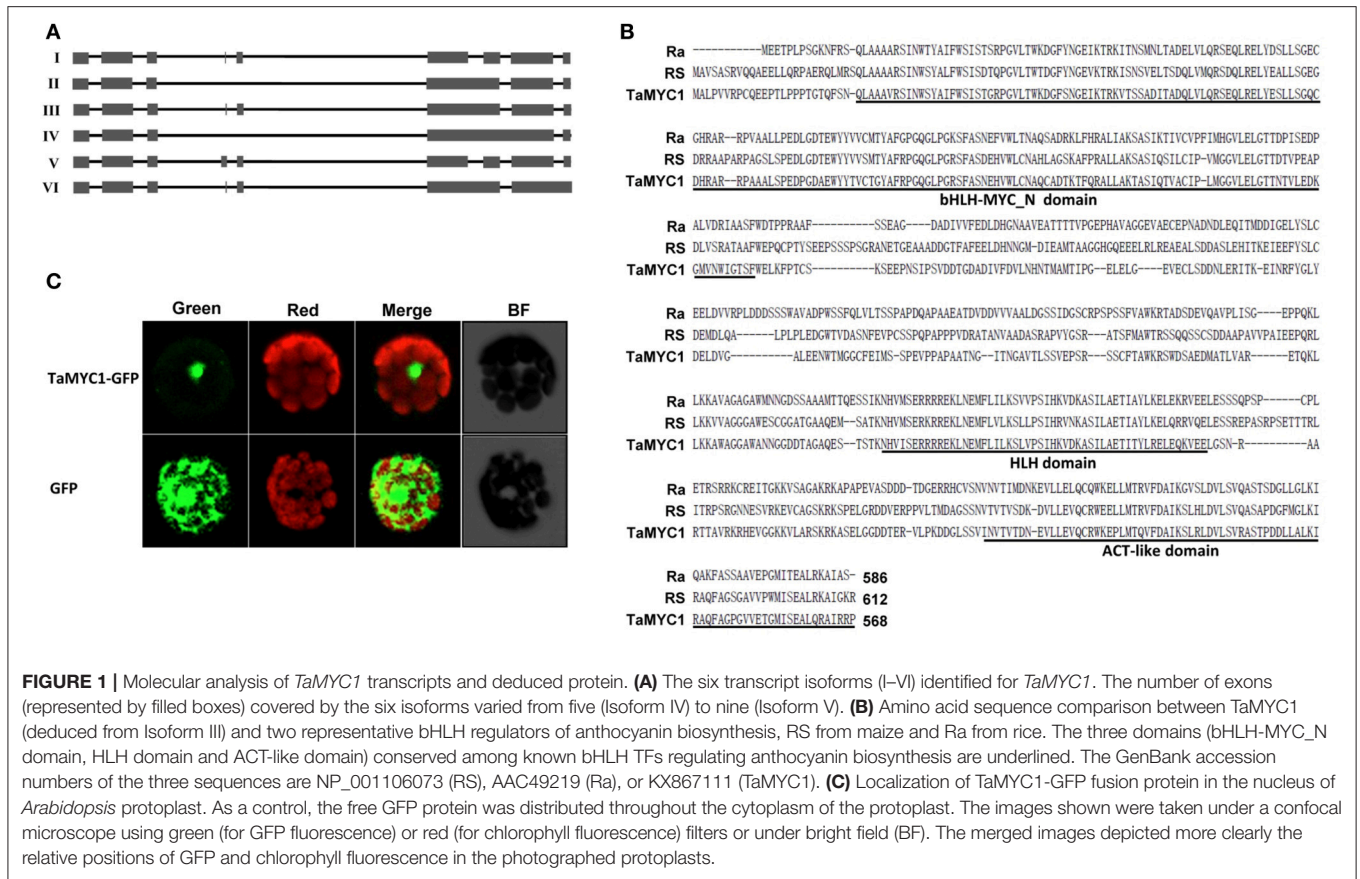 A
I
II
III
IV
V
VI
B
Ra -----------MEETPLPSGKNFRS-QLAAAARSINWTYAIFWSISTSRPGVLTWKDGFYNGEIKTRKITNSMNLTADELVLQRSEQLRELYDSLLSGEC
RS MAVSASRVQQAEELLQRPAERQLMRSQLAAAARSINWSYALFWSISDTQPGVLTWTDGFYNGEVKTRKISNSVELTSDQLVMQRSDQLRELYEALLSGEG
TaMYC1 MALPVVRPCQEEPTLPPPTGTQFSN-QLAAAVRSINWSYAIFWSISTGRPGVLTWKDGFSNGEIKTRKVTSSADITADQLVLQRSEQLRELYESLLSGQC
Ra GHRAR--RPVAALLPEDLGDTEWYYVVCMTYAFGPGQGLPGKSFASNEFVWLTNAQSADRKLFHRALIAKSASIKTIVCVPFIMHGVLELGTTDPISEDP
RS DRRAAPARPAGSLSPEDLGDTEWYYVVSMTYAFRPGQGLPGRSFASDEHVWLCNAHLAGSKAFPRALLAKSASIQSILCIP-VMGGVLELGTTDTVPEAP
TaMYC1 DHRAR--RPAAALSPEDPGDAEWYYTVCTGYAFRPGQGLPGRSFASNEHVWLCNAQCADTKTFQRALLAKTASIQTVACIP-LMGGVLELGTTNTVLEDK
bHLH-MYC_N domain
Ra ALVDRIAASFWDTPPRAAF----------SSEAG---DADIVVFEDLDHGNAAVEATTTTVPGEPHAVAGGEVAECEPNADNDLEQITMDDIGELYSLC
RS DLVSRATAAFWEPQCPTYSEEPSSSPSGRANETGEAAADDGTFAFEELDHNNGM-DIEAMTAAGGHGQEEELRLREAEALSDDASLEHITKEIEEFYSLC
TaMYC1 GMVNWIGTSFWELKFPTCS----------KSEEPNSIPSVDDTGDADIVFDVLNHNTMAMTIPG--ELELG----EVECLSDDNLERITK-EINRFYGLY
Ra EELDVVRPLDDDSSSWAVADPWSSFQLVLTSSPAPDQAPAAEATDVDDVVVAALDGSSIDGSCRPSPSSFVAWKRTADSDEVQAVPLISG----EPPQKL
RS DEMDLQA------LPLPLEDGWTVDASNFEVPCSSPQPAPPPVDRATANVAADASRAPVYGSR---ATSFMAWTRSSQQSSCSDDAAPAVVPAIEEPQRL
TaMYC1 DELDVG-------ALEENWTMGGCFEIMS-SPEVPPAPAATNG---ITNGAVTLSSVEPSR---SSSCFTAWKRSWDSAEDMATLVAR------ETQKL
Ra LKKAVAGAGAWMNNGDSSAAAMTTQESSIKNHVMSERRRREKLNEMFLILKSVVPSIHKVDKASILAETIAYLKELEKRVEELESSSQPSP------CPL
RS LKKVVAGGGAWESCGGATGAAQEM--SATKNHVMSERKRREKLNEMFLVLKSLLPSIHRVNKASILAETIAYLKELQRRVQELESSREPASRPSETTTRL
TaMYC1 LKKAWAGGAWANNGGDDTAGAQES--TSTKNHVISERRRREKLNEMFLILKSLVPSIHKVDKASILAETITYLRELEQKVEELGSN-R----------AA
HLH domain
Ra ETRSRRKCREITGKKVSAGAKRKAPAPEVASDDD-TDGERRHCVSNVNVTIMDNKEVLLELQCQWKELLMTRVFDAIKGVSLDVLSVQASTSDGLLGLKI
RS ITRPSRGNNESVRKEVCAGSKRKSPELGRDDVERPPVLTMDAGSSNVTVTVSDK-DVLLEVQCRWEELLMTRVFDAIKSLHLDVLSVQASAPDGFMGLKI
TaMYC1 RTTAVRKRHEVGGKKVLARSKRKASELGGDDTER-VLPKDDGLSSVINVTVTDN-EVLLEVQCRWKEPLMTQVFDAIKSLRLDVLSVRASTPDDLLALKI
ACT-like domain
Ra QAKFASSAAVEPGMITEALRKAIAS- 586
RS RAQFAGSGAVVPWMISEALRKAIGKR 612
TaMYC1 RAQFAGPGVVETGMISEALQRAIRRP 568
C
Green Red Merge BF
TaMYC1-GFP
GFP
FIGURE 1 | Molecular analysis of TaMYC1 transcripts and deduced protein. (A) The six transcript isoforms (I–VI) identified for TaMYC1. The number of exons
(represented by filled boxes) covered by the six isoforms varied from five (Isoform IV) to nine (Isoform V). (B) Amino acid sequence comparison between TaMYC1
(deduced from Isoform III) and two representative bHLH regulators of anthocyanin biosynthesis, RS from maize and Ra from rice. The three domains (bHLH-MYC_N
domain, HLH domain and ACT-like domain) conserved among known bHLH TFs regulating anthocyanin biosynthesis are underlined. The GenBank accession
numbers of the three sequences are NP_001106073 (RS), AAC49219 (Ra), or KX867111 (TaMYC1). (C) Localization of TaMYC1-GFP fusion protein in the nucleus of
Arabidopsis protoplast. As a control, the free GFP protein was distributed throughout the cytoplasm of the protoplast. The images shown were taken under a confocal
microscope using green (for GFP fluorescence) or red (for chlorophyll fluorescence) filters or under bright field (BF). The merged images depicted more clearly the
relative positions of GFP and chlorophyll fluorescence in the photographed protoplasts.